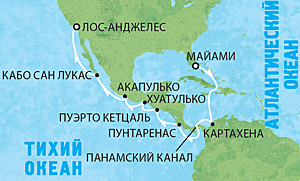 ЛОС-АНДЖЕЛЕС
МАЙАМИ
АТЛАНТИЧЕСКИЙ
ОКЕАН
КАБО САН ЛУКАС
АКАПУЛЬКО
ХУАТУЛЬКО
ПУЭРТО КЕТЦАЛЬ
ПУНТАРЕНАС
КАРТАХЕНА
ПАНАМСКИЙ КАНАЛ
ТИХИЙ
ОКЕАН